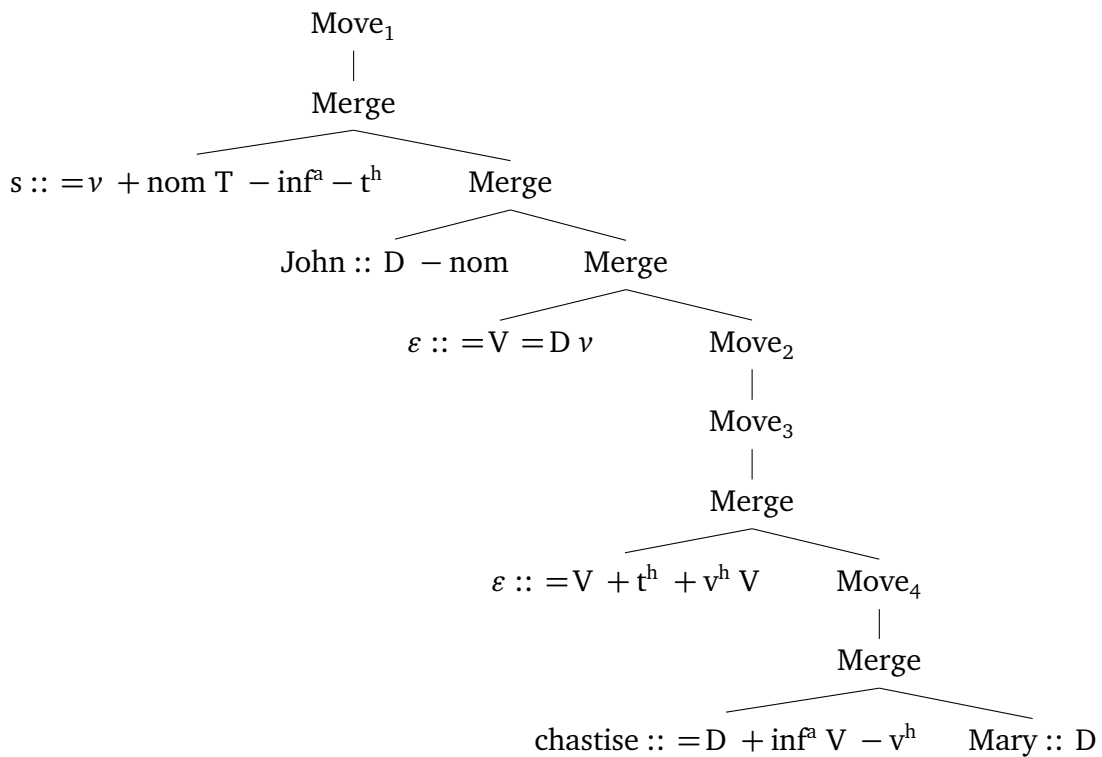 Move₁
Merge
s :: =v +nom T −infᵃ −tʰ Merge
John :: D −nom Merge
ε :: =V =D v Move₂
Move₃
Merge
ε :: =V +tʰ +vʰ V Move₄
Merge
chastise :: =D +infᵃ V −vʰ Mary :: D